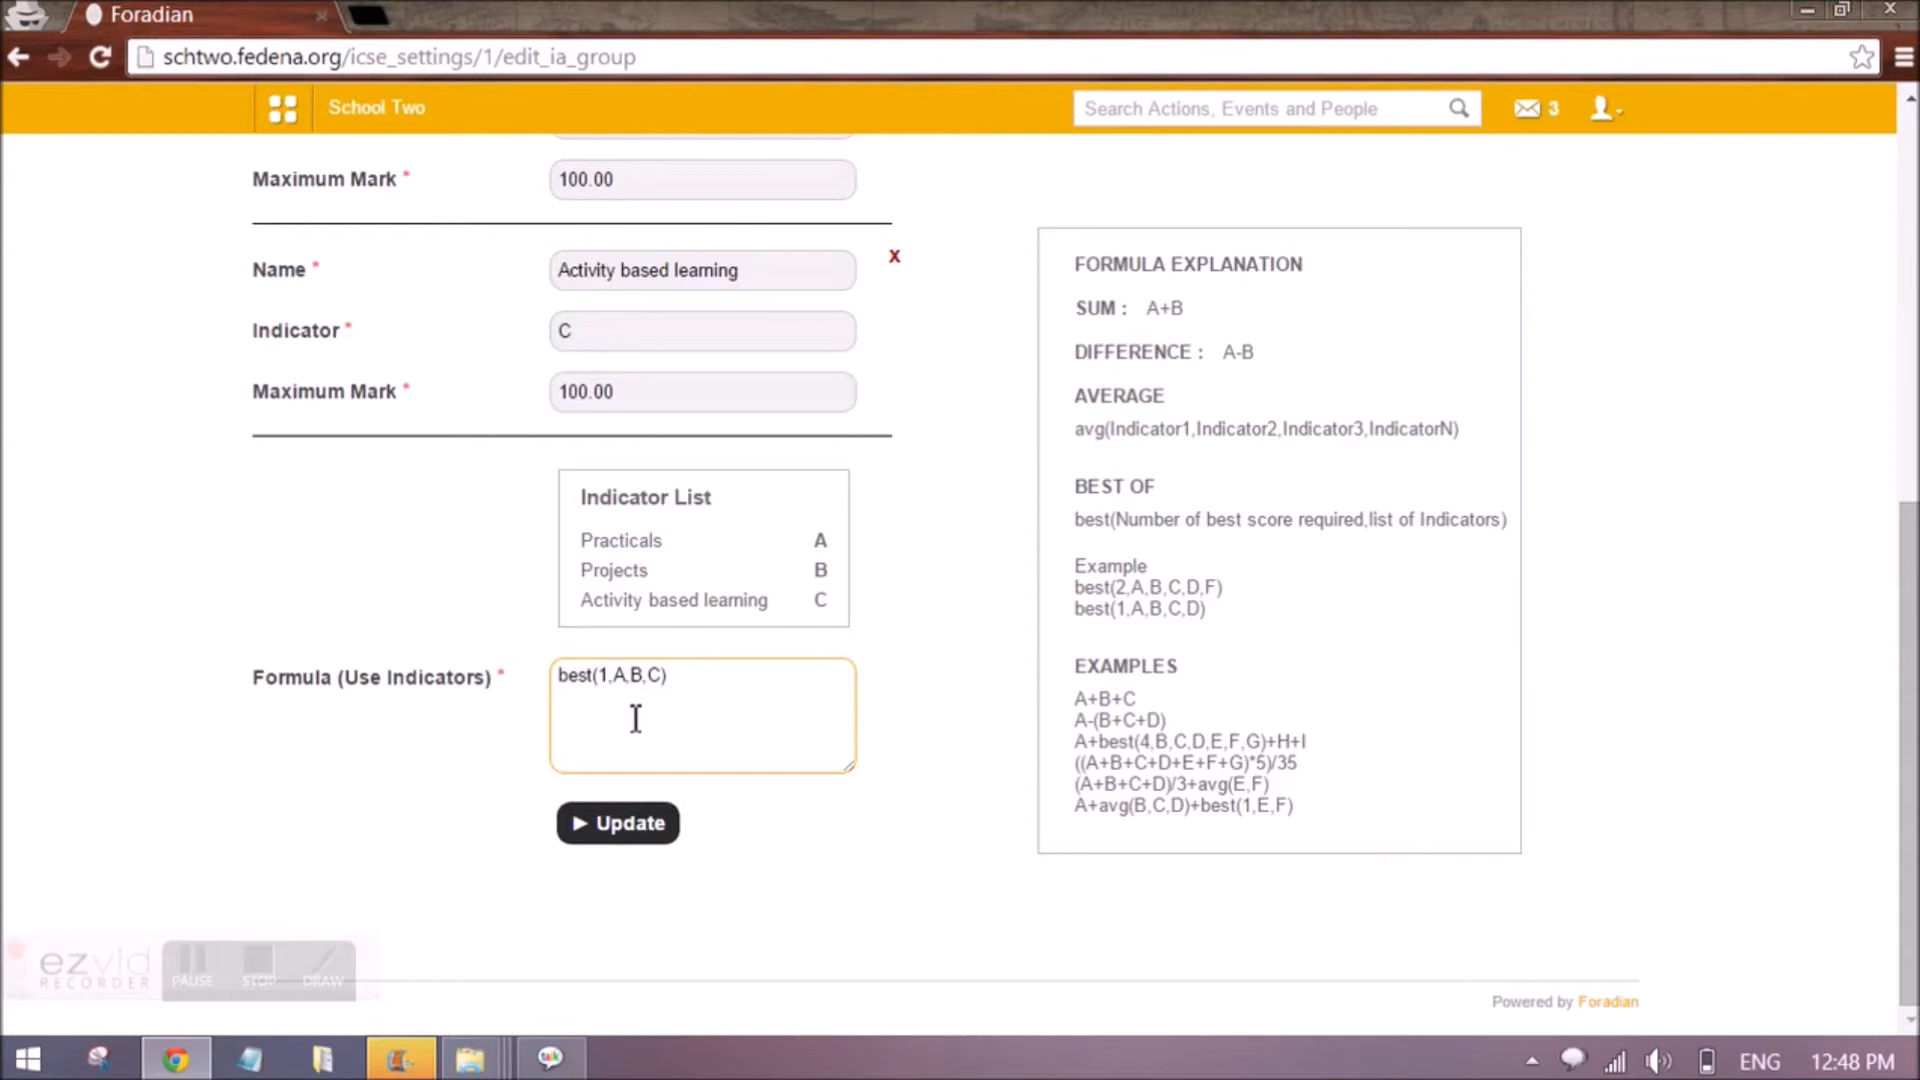 Foradian
schtwo.fedena.org/icse_settings/1/edit_ia_group
School Two
Search Actions, Events and People
3
Maximum Mark *
100.00
Name *
Activity based learning
X
Indicator *
C
Maximum Mark *
100.00
Indicator List
Practicals A
Projects B
Activity based learning C
Formula (Use Indicators) *
best(1,A,B,C)
Update
FORMULA EXPLANATION
SUM : A+B
DIFFERENCE : A-B
AVERAGE
avg(Indicator1,Indicator2,Indicator3,IndicatorN)
BEST OF
best(Number of best score required,list of Indicators)
Example
best(2,A,B,C,D,F)
best(1,A,B,C,D)
EXAMPLES
A+B+C
A-(B+C+D)
A+best(4,B,C,D,E,F,G)+H+I
((A+B+C+D+E+F+G)*5)/35
(A+B+C+D)/3+avg(E,F)
A+avg(B,C,D)+best(1,E,F)
ezvid
RECORDER
PAUSE
STOP
DRAW
Powered by Foradian
talk
ENG
12:48 PM